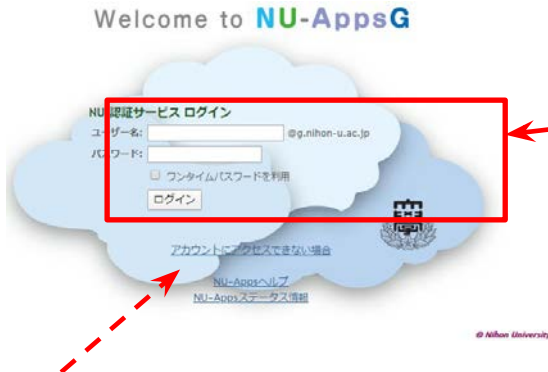 Welcome to NU-AppsG
NU 認証サービス ログイン
ユーザー名: @g.nihon-u.ac.jp
パスワード:
ワンタイムパスワードを利用
ログイン
アカウントにアクセスできない場合
NU-Appsヘルプ
NU-Appsステータス情報
© Nihon University